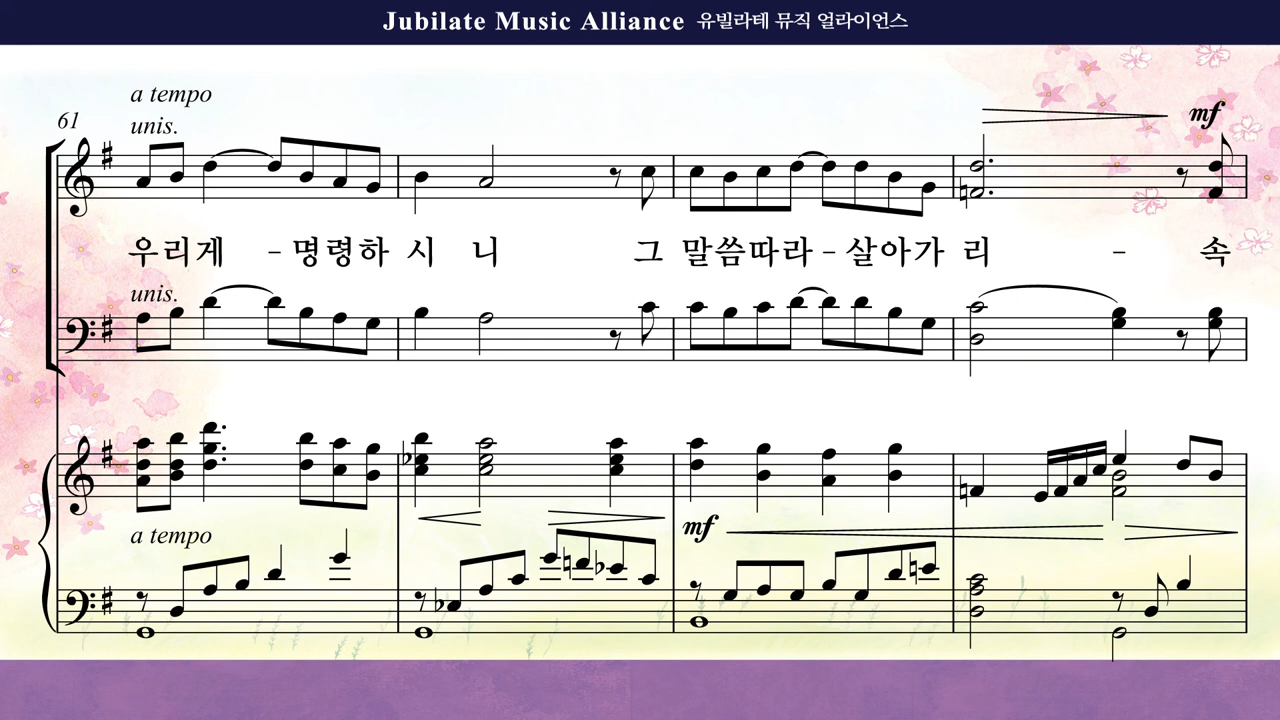 Jubilate Music Alliance 유빌라테 뮤직 얼라이언스
a tempo
61
unis.
mf
우리게 - 명령하 시 니 그 말씀따라 - 살아가 리 - 속
unis.
a tempo
mf